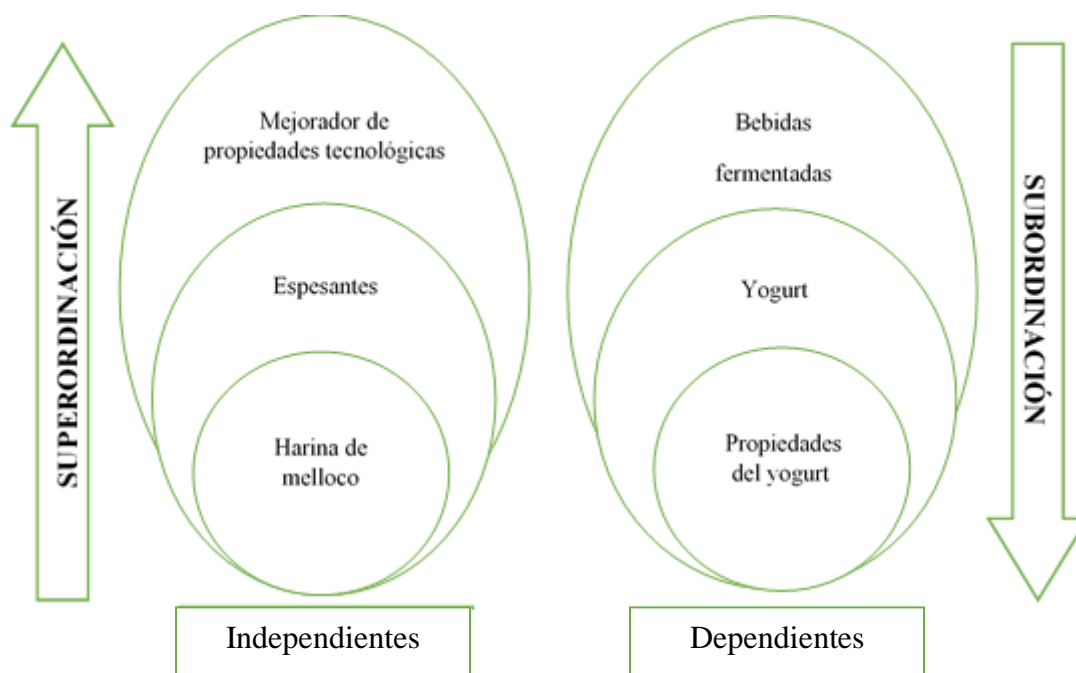 SUPERORDINACIÓN
Mejorador de
propiedades tecnológicas
Espesantes
Harina de
melloco
Independientes
Bebidas
fermentadas
Yogurt
Propiedades
del yogurt
Dependientes
SUBORDINACIÓN